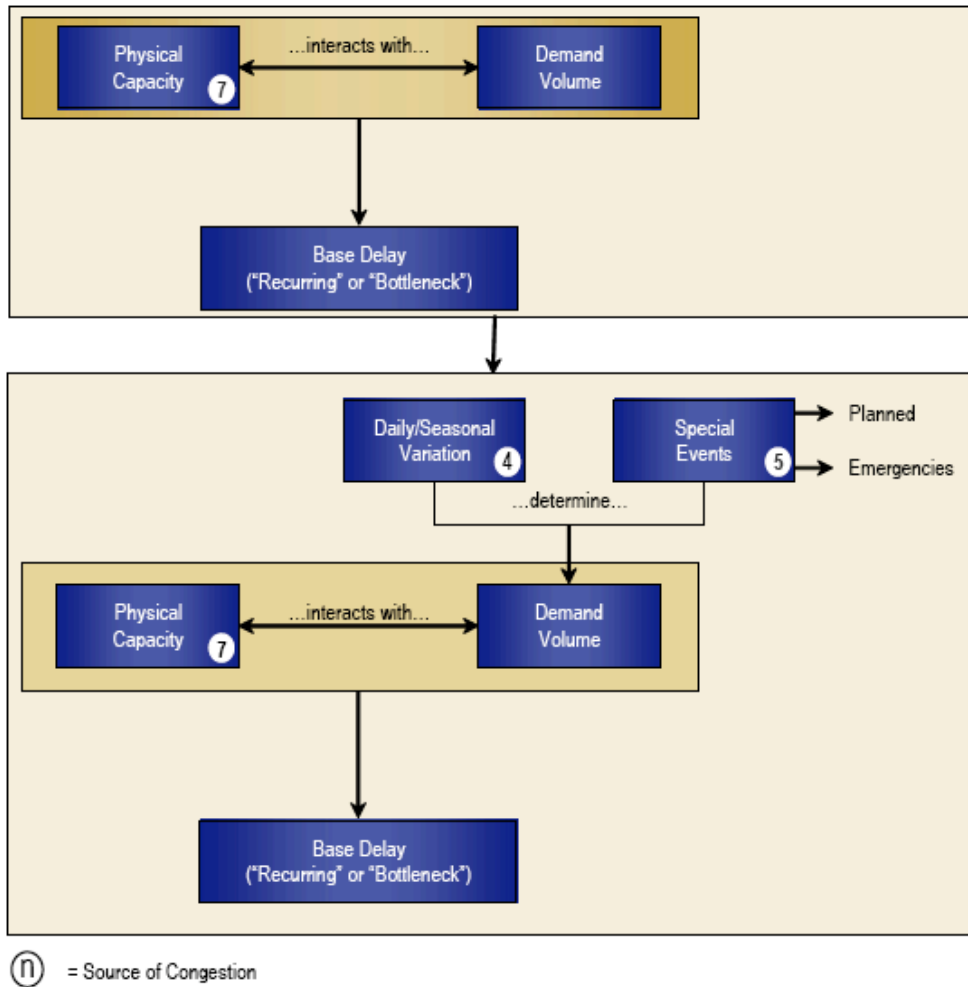 Physical
Capacity
7
…interacts with…
Demand
Volume
Base Delay
(“Recurring” or “Bottleneck”)
Daily/Seasonal
Variation
4
Special
Events
5
Planned
Emergencies
…determine…
Physical
Capacity
7
…interacts with…
Demand
Volume
Base Delay
(“Recurring” or “Bottleneck”)
n = Source of Congestion